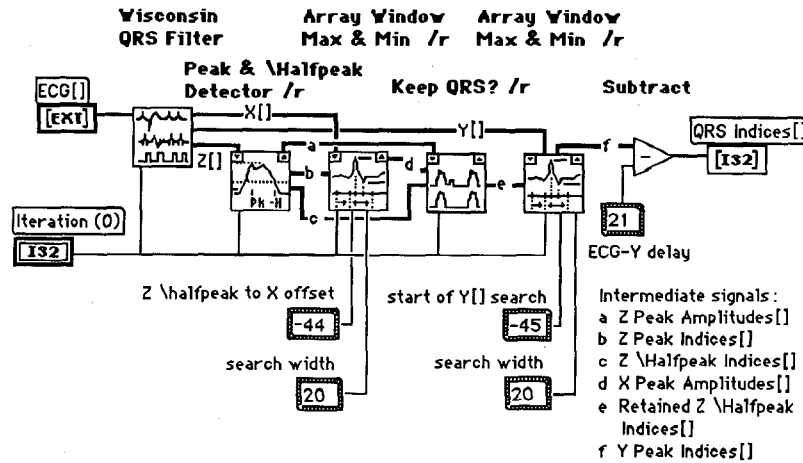 Wisconsin QRS Filter
Array Window Max & Min /r
Array Window Max & Min /r
Peak & \Halfpeak Detector /r
Keep QRS? /r
Subtract
ECG[]
[EXT]
X[]
Y[]
Z[]
a
b
c
d
e
f
Pk -H
-
QRS Indices[]
[I32]
21
ECG-Y delay
Iteration (0)
I32
Z \halfpeak to X offset
-44
search width
20
start of Y[] search
-45
search width
20
Intermediate signals:
a Z Peak Amplitudes[]
b Z Peak Indices[]
c Z \Halfpeak Indices[]
d X Peak Amplitudes[]
e Retained Z \Halfpeak
Indices[]
f Y Peak Indices[]